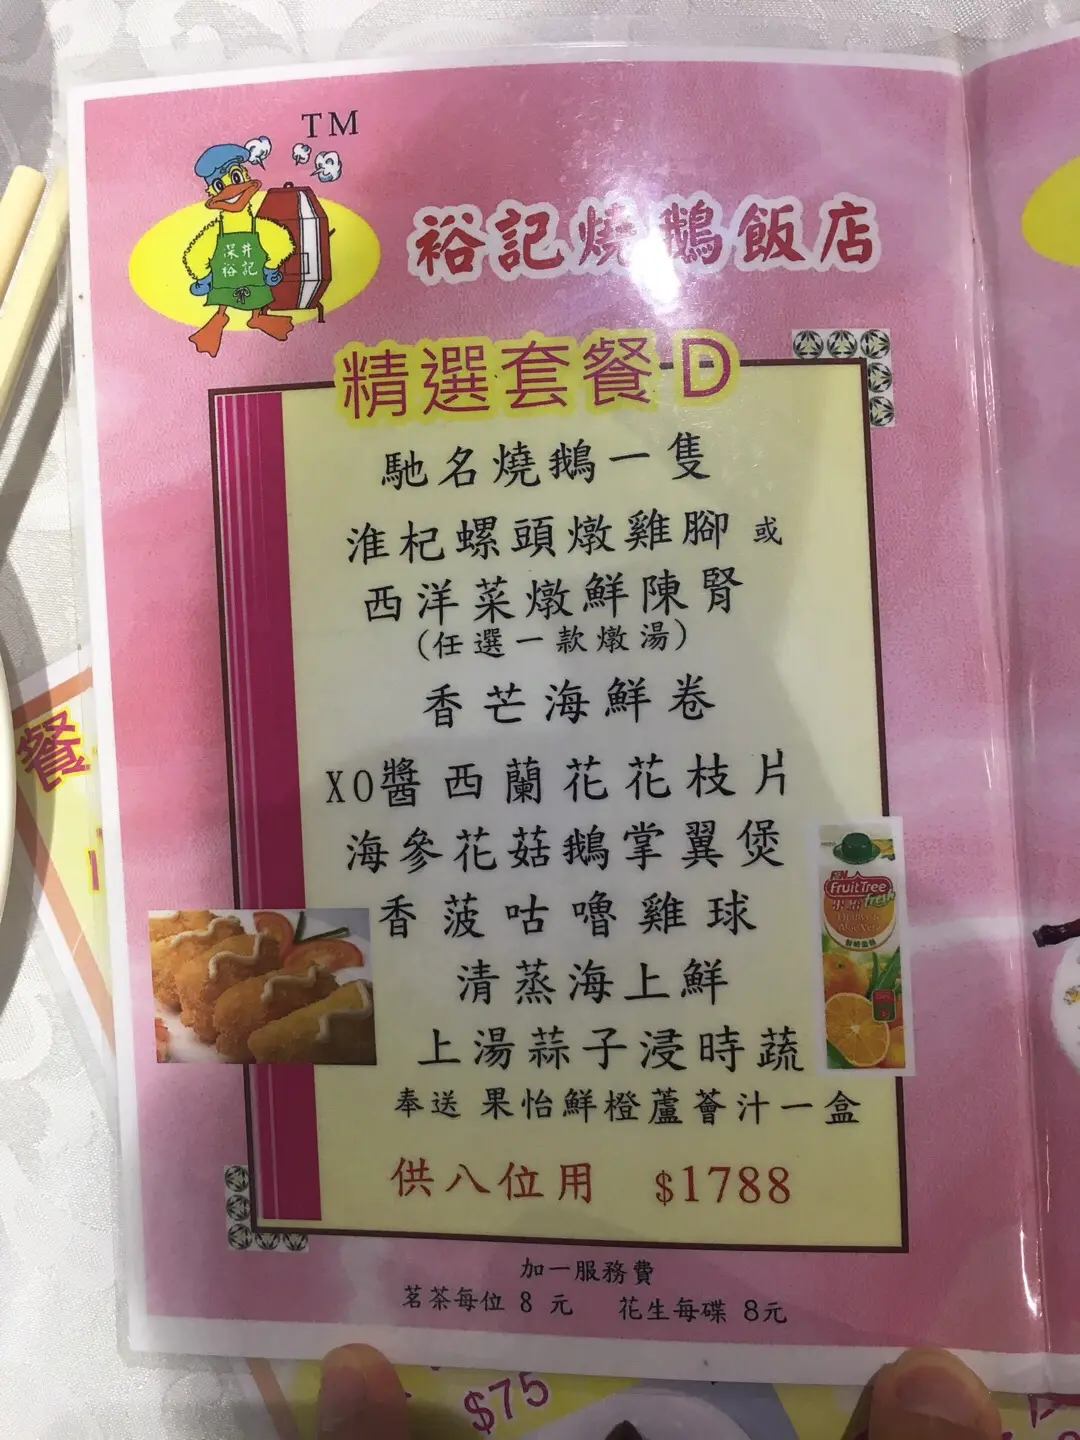 TM
深井
裕記
裕記燒鵝飯店
精選套餐 D
馳名燒鵝一隻
淮杞螺頭燉雞腳 或
西洋菜燉鮮陳腎
(任選一款燉湯)
香芒海鮮卷
XO醬西蘭花花枝片
海參花菇鵝掌翼煲
香菠咕嚕雞球
清蒸海上鮮
上湯蒜子浸時蔬
奉送 果怡鮮橙蘆薈汁一盒
供八位用 $1788
加一服務費
茗茶每位 8 元 花生每碟 8元
FruitTree
fresh
餐
$75